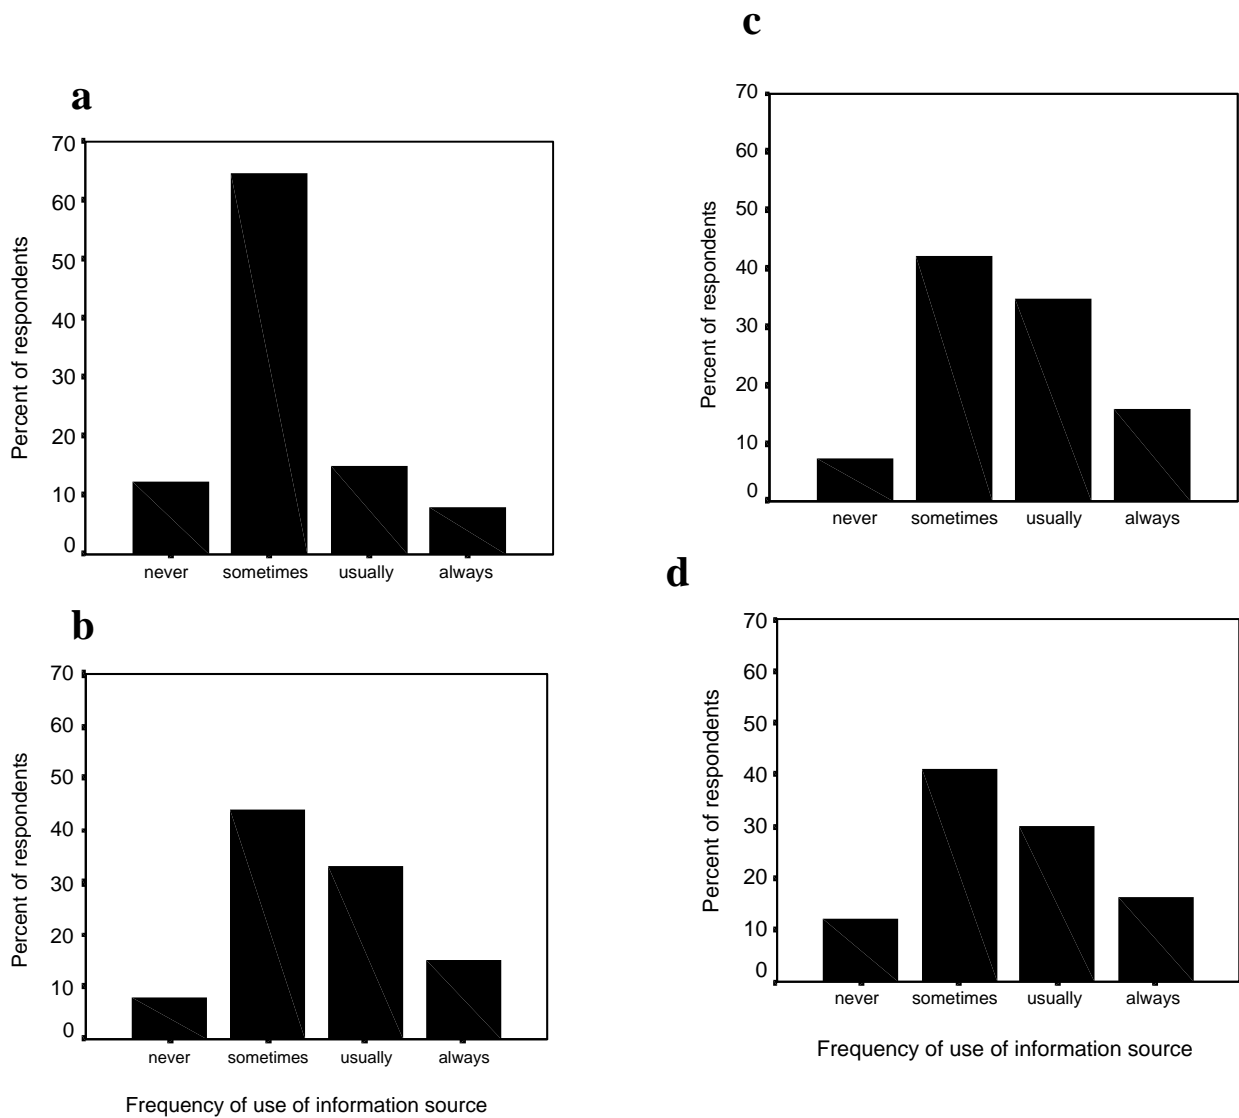 a
70
60
50
40
30
20
10
0
Percent of respondents
never sometimes usually always
b
70
60
50
40
30
20
10
0
Percent of respondents
never sometimes usually always
Frequency of use of information source
c
70
60
50
40
30
20
10
0
Percent of respondents
never sometimes usually always
d
70
60
50
40
30
20
10
0
Percent of respondents
never sometimes usually always
Frequency of use of information source